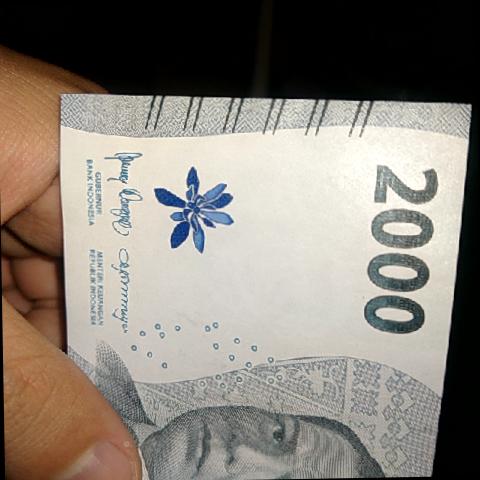 2000
GUBERNUR
BANK INDONESIA
MENTERI KEUANGAN
REPUBLIK INDONESIA